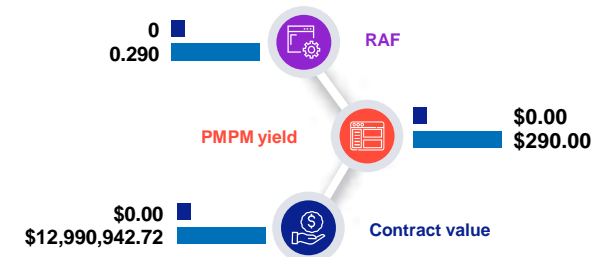 0
0.290
RAF
PMPM yield
$0.00
$290.00
$0.00
$12,990,942.72
Contract value